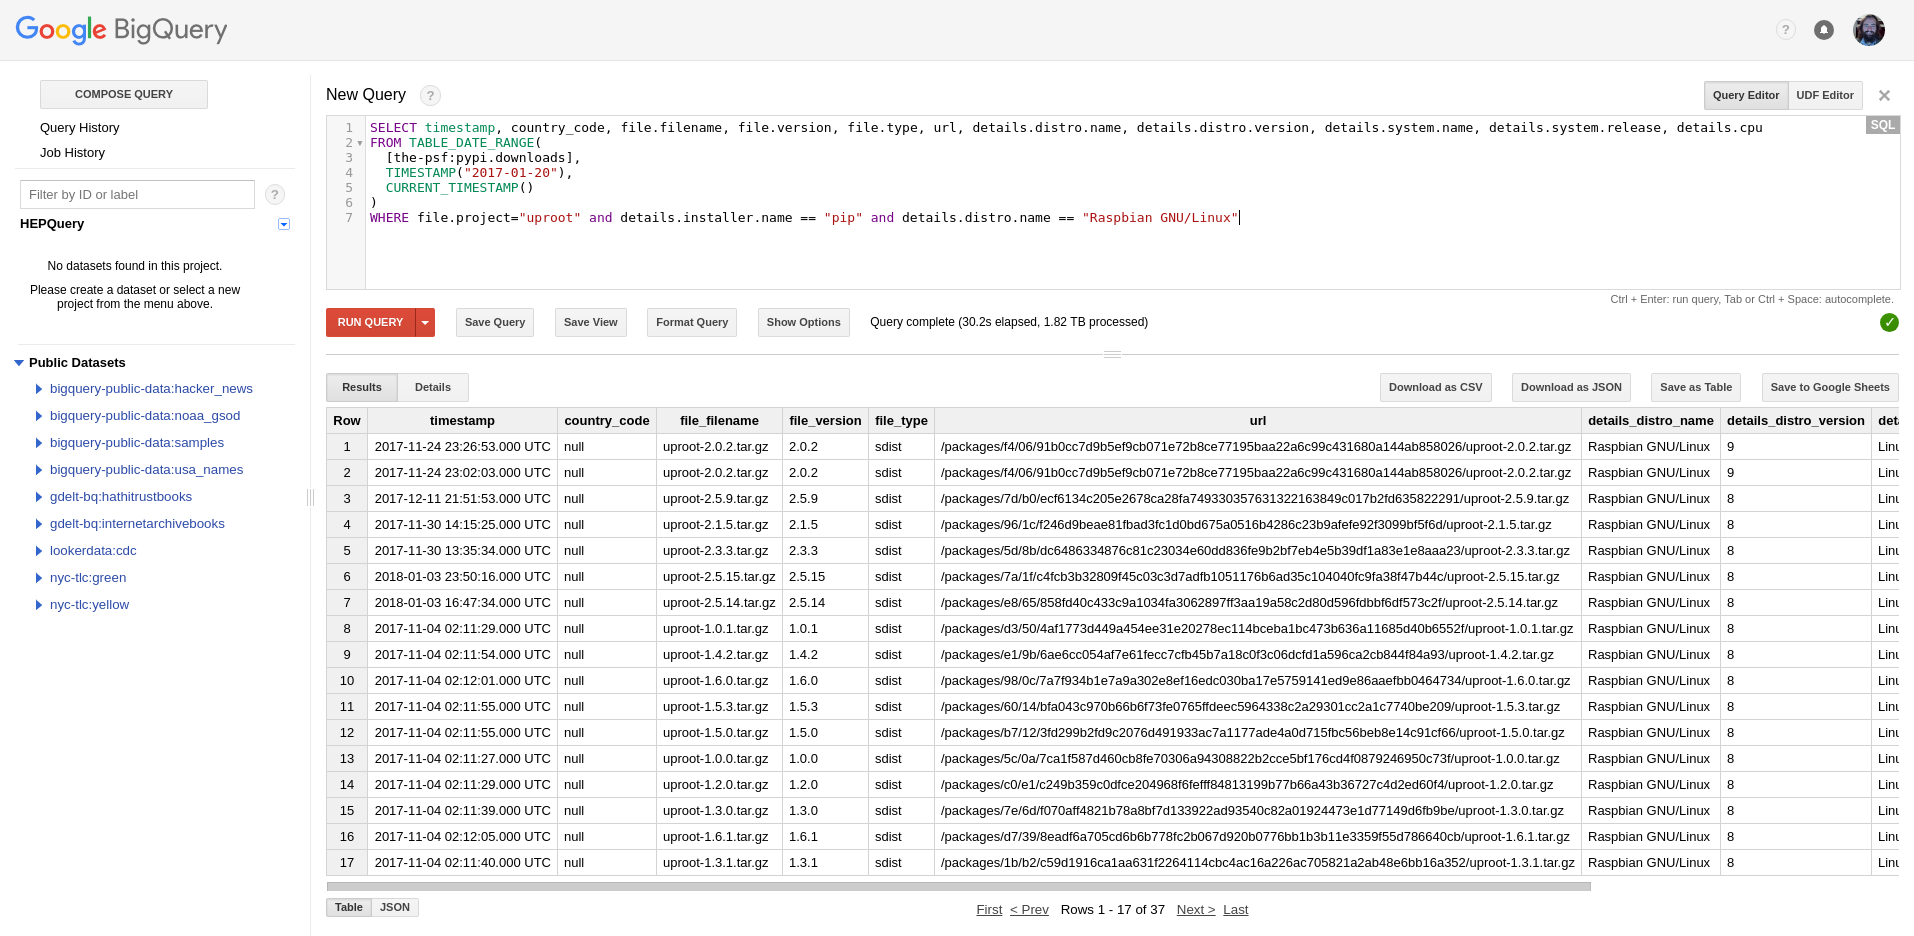 Google BigQuery
?
COMPOSE QUERY
Query History
Job History
Filter by ID or label
?
HEPQuery
No datasets found in this project.
Please create a dataset or select a new
project from the menu above.
Public Datasets
bigquery-public-data:hacker_news
bigquery-public-data:noaa_gsod
bigquery-public-data:samples
bigquery-public-data:usa_names
gdelt-bq:hathitrustbooks
gdelt-bq:internetarchivebooks
lookerdata:cdc
nyc-tlc:green
nyc-tlc:yellow
New Query ? Query Editor UDF Editor
SQL
1 SELECT timestamp, country_code, file.filename, file.version, file.type, url, details.distro.name, details.distro.version, details.system.name, details.system.release, details.cpu
2 FROM TABLE_DATE_RANGE(
3 [the-psf:pypi.downloads],
4 TIMESTAMP("2017-01-20"),
5 CURRENT_TIMESTAMP()
6 )
7 WHERE file.project="uproot" and details.installer.name == "pip" and details.distro.name == "Raspbian GNU/Linux"
Ctrl + Enter: run query, Tab or Ctrl + Space: autocomplete.
RUN QUERY Save Query Save View Format Query Show Options Query complete (30.2s elapsed, 1.82 TB processed)
Results Details Download as CSV Download as JSON Save as Table Save to Google Sheets
Row timestamp country_code file_filename file_version file_type url details_distro_name details_distro_version deta
1 2017-11-24 23:26:53.000 UTC null uproot-2.0.2.tar.gz 2.0.2 sdist /packages/f4/06/91b0cc7d9b5ef9cb071e72b8ce77195baa22a6c99c431680a144ab858026/uproot-2.0.2.tar.gz Raspbian GNU/Linux 9 Linu
2 2017-11-24 23:02:03.000 UTC null uproot-2.0.2.tar.gz 2.0.2 sdist /packages/f4/06/91b0cc7d9b5ef9cb071e72b8ce77195baa22a6c99c431680a144ab858026/uproot-2.0.2.tar.gz Raspbian GNU/Linux 9 Linu
3 2017-12-11 21:51:53.000 UTC null uproot-2.5.9.tar.gz 2.5.9 sdist /packages/7d/b0/ecf6134c205e2678ca28fa749330357631322163849c017b2fd635822291/uproot-2.5.9.tar.gz Raspbian GNU/Linux 8 Linu
4 2017-11-30 14:15:25.000 UTC null uproot-2.1.5.tar.gz 2.1.5 sdist /packages/96/1c/f246d9beae81fbad3fc1d0bd675a0516b4286c23b9afefe92f3099bf5f6d/uproot-2.1.5.tar.gz Raspbian GNU/Linux 8 Linu
5 2017-11-30 13:35:34.000 UTC null uproot-2.3.3.tar.gz 2.3.3 sdist /packages/5d/8b/dc6486334876c81c23034e60dd836fe9b2bf7eb4e5b39df1a83e1e8aaa23/uproot-2.3.3.tar.gz Raspbian GNU/Linux 8 Linu
6 2018-01-03 23:50:16.000 UTC null uproot-2.5.15.tar.gz 2.5.15 sdist /packages/7a/1f/c4fcb3b32809f45c03c3d7adfb1051176b6ad35c104040fc9fa38f47b44c/uproot-2.5.15.tar.gz Raspbian GNU/Linux 8 Linu
7 2018-01-03 16:47:34.000 UTC null uproot-2.5.14.tar.gz 2.5.14 sdist /packages/e8/65/858fd40c433c9a1034fa3062897ff3aa19a58c2d80d596fdbbf6df573c2f/uproot-2.5.14.tar.gz Raspbian GNU/Linux 8 Linu
8 2017-11-04 02:11:29.000 UTC null uproot-1.0.1.tar.gz 1.0.1 sdist /packages/d3/50/4af1773d449a454ee31e20278ec114bceba1bc473b636a11685d40b6552f/uproot-1.0.1.tar.gz Raspbian GNU/Linux 8 Linu
9 2017-11-04 02:11:54.000 UTC null uproot-1.4.2.tar.gz 1.4.2 sdist /packages/e1/9b/6ae6cc054af7e61fecc7cfb45b7a18c0f3c06dcfd1a596ca2cb844f84a93/uproot-1.4.2.tar.gz Raspbian GNU/Linux 8 Linu
10 2017-11-04 02:12:01.000 UTC null uproot-1.6.0.tar.gz 1.6.0 sdist /packages/98/0c/7a7f934b1e7a9a302e8ef16edc030ba17e5759141ed9e86aaefbb0464734/uproot-1.6.0.tar.gz Raspbian GNU/Linux 8 Linu
11 2017-11-04 02:11:55.000 UTC null uproot-1.5.3.tar.gz 1.5.3 sdist /packages/60/14/bfa043c970b66b6f73fe0765ffdeec5964338c2a29301cc2a1c7740be209/uproot-1.5.3.tar.gz Raspbian GNU/Linux 8 Linu
12 2017-11-04 02:11:55.000 UTC null uproot-1.5.0.tar.gz 1.5.0 sdist /packages/b7/12/3fd299b2fd9c2076d491933ac7a1177ade4a0d715fbc56beb8e14c91cf66/uproot-1.5.0.tar.gz Raspbian GNU/Linux 8 Linu
13 2017-11-04 02:11:27.000 UTC null uproot-1.0.0.tar.gz 1.0.0 sdist /packages/5c/0a/7ca1f587d460cb8fe70306a94308822b2cce5bf176cd4f0879246950c73f/uproot-1.0.0.tar.gz Raspbian GNU/Linux 8 Linu
14 2017-11-04 02:11:29.000 UTC null uproot-1.2.0.tar.gz 1.2.0 sdist /packages/c0/e1/c249b359c0dfce204968f6fefff84813199b77b66a43b36727c4d2ed60f4/uproot-1.2.0.tar.gz Raspbian GNU/Linux 8 Linu
15 2017-11-04 02:11:39.000 UTC null uproot-1.3.0.tar.gz 1.3.0 sdist /packages/7e/6d/f070aff4821b78a8bf7d133922ad93540c82a01924473e1d77149d6fb9be/uproot-1.3.0.tar.gz Raspbian GNU/Linux 8 Linu
16 2017-11-04 02:12:05.000 UTC null uproot-1.6.1.tar.gz 1.6.1 sdist /packages/d7/39/8eadf6a705cd6b6b778fc2b067d920b0776bb1b3b11e3359f55d786640cb/uproot-1.6.1.tar.gz Raspbian GNU/Linux 8 Linu
17 2017-11-04 02:11:40.000 UTC null uproot-1.3.1.tar.gz 1.3.1 sdist /packages/1b/b2/c59d1916ca1aa631f2264114cbc4ac16a226ac705821a2ab48e6bb16a352/uproot-1.3.1.tar.gz Raspbian GNU/Linux 8 Linu
Table JSON First < Prev Rows 1 - 17 of 37 Next > Last